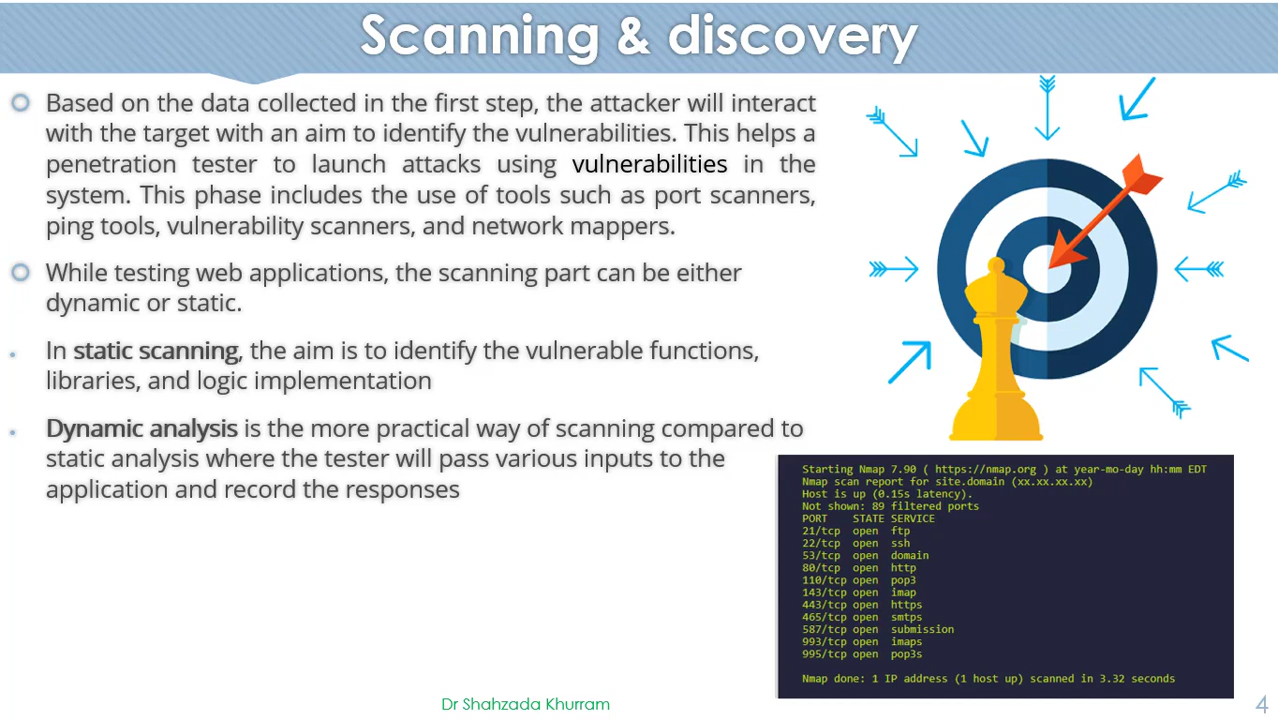 Scanning & discovery
Based on the data collected in the first step, the attacker will interact
with the target with an aim to identify the vulnerabilities. This helps a
penetration tester to launch attacks using vulnerabilities in the
system. This phase includes the use of tools such as port scanners,
ping tools, vulnerability scanners, and network mappers.
While testing web applications, the scanning part can be either
dynamic or static.
In static scanning, the aim is to identify the vulnerable functions,
libraries, and logic implementation
Dynamic analysis is the more practical way of scanning compared to
static analysis where the tester will pass various inputs to the
application and record the responses
Starting Nmap 7.90 ( https://nmap.org ) at year-mo-day hh:mm EDT
Nmap scan report for site.domain (xx.xx.xx.xx)
Host is up (0.15s latency).
Not shown: 89 filtered ports
PORT STATE SERVICE
21/tcp open ftp
22/tcp open ssh
53/tcp open domain
80/tcp open http
110/tcp open pop3
143/tcp open imap
443/tcp open https
465/tcp open smtps
587/tcp open submission
993/tcp open imaps
995/tcp open pop3s
Nmap done: 1 IP address (1 host up) scanned in 3.32 seconds
Dr Shahzada Khurram
4